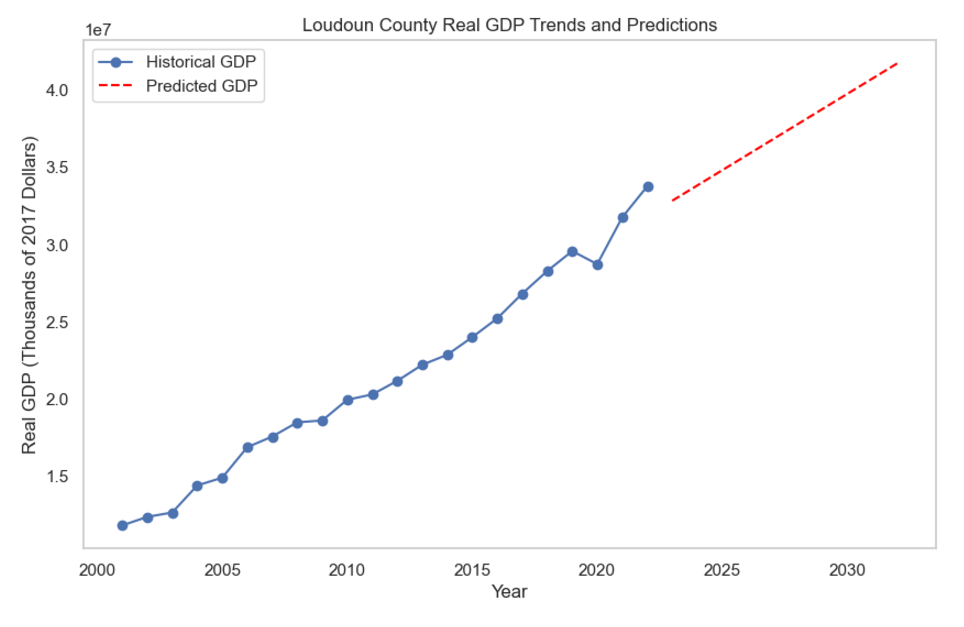 Loudoun County Real GDP Trends and Predictions
1e7
Historical GDP
Predicted GDP
Real GDP (Thousands of 2017 Dollars)
4.0
3.5
3.0
2.5
2.0
1.5
2000 2005 2010 2015 2020 2025 2030
Year